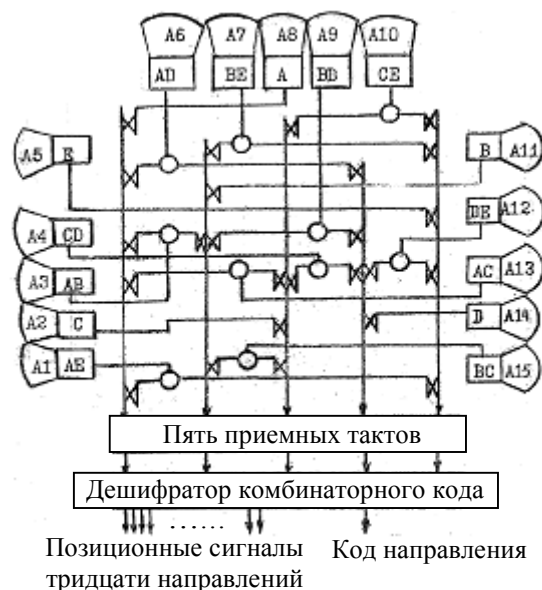 A6 A7 A8 A9 A10
AD BE A BD CE
A5 E B A11
A4 CD DE A12
A3 AB AC A13
A2 C D A14
A1 AE BC A15
Пять приемных тактов
Дешифратор комбинаторного кода
......
Позиционные сигналы Код направления
тридцати направлений